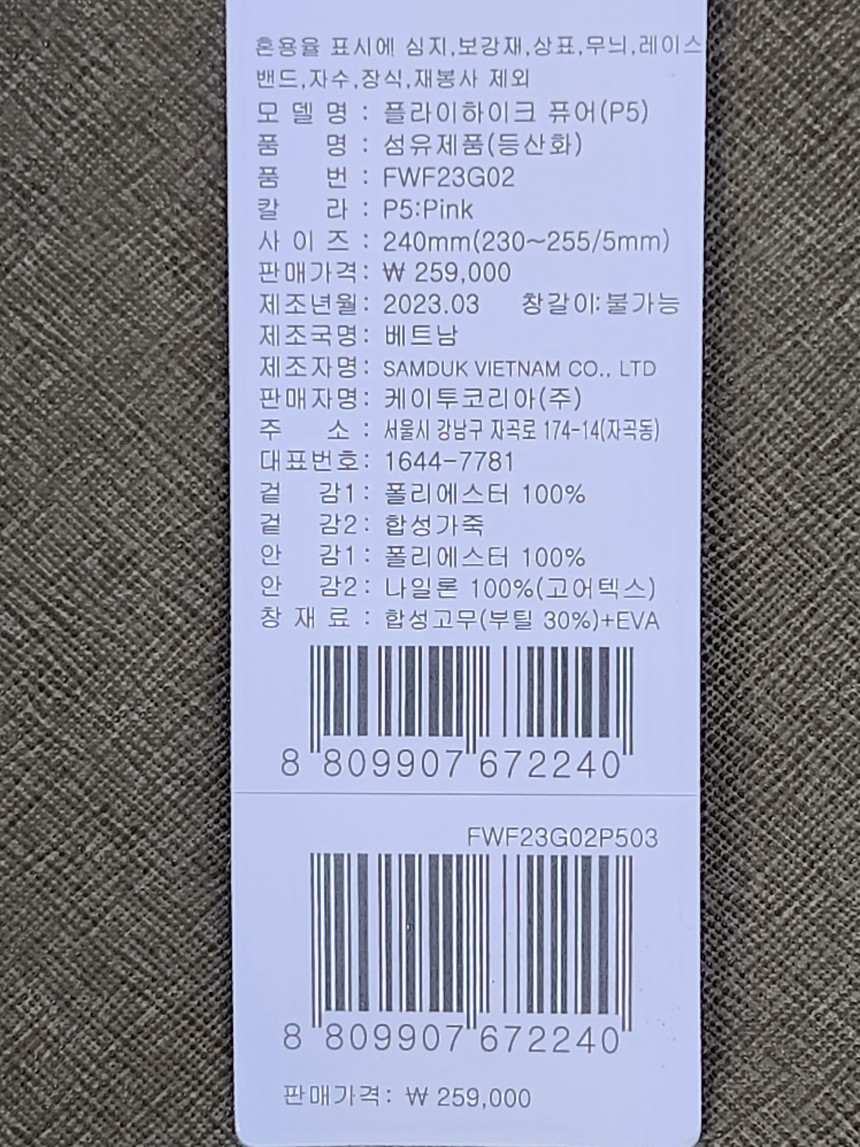 혼용율 표시에 심지,보강재,상표,무늬,레이스
밴드,자수,장식,재봉사 제외
모 델 명 : 플라이하이크 퓨어(P5)
품 명 : 섬유제품(등산화)
품 번 : FWF23G02
칼 라 : P5:Pink
사 이 즈 : 240mm(230~255/5mm)
판매가격: ₩ 259,000
제조년월: 2023.03 창갈이:불가능
제조국명: 베트남
제조자명: SAMDUK VIETNAM CO., LTD
판매자명: 케이투코리아(주)
주 소 : 서울시 강남구 자곡로 174-14(자곡동)
대표번호: 1644-7781
겉 감1: 폴리에스터 100%
겉 감2: 합성가죽
안 감1: 폴리에스터 100%
안 감2: 나일론 100%(고어텍스)
창 재 료 : 합성고무(부틸 30%)+EVA
8 809907 672240
FWF23G02P503
8 809907 672240
판매가격: ₩ 259,000